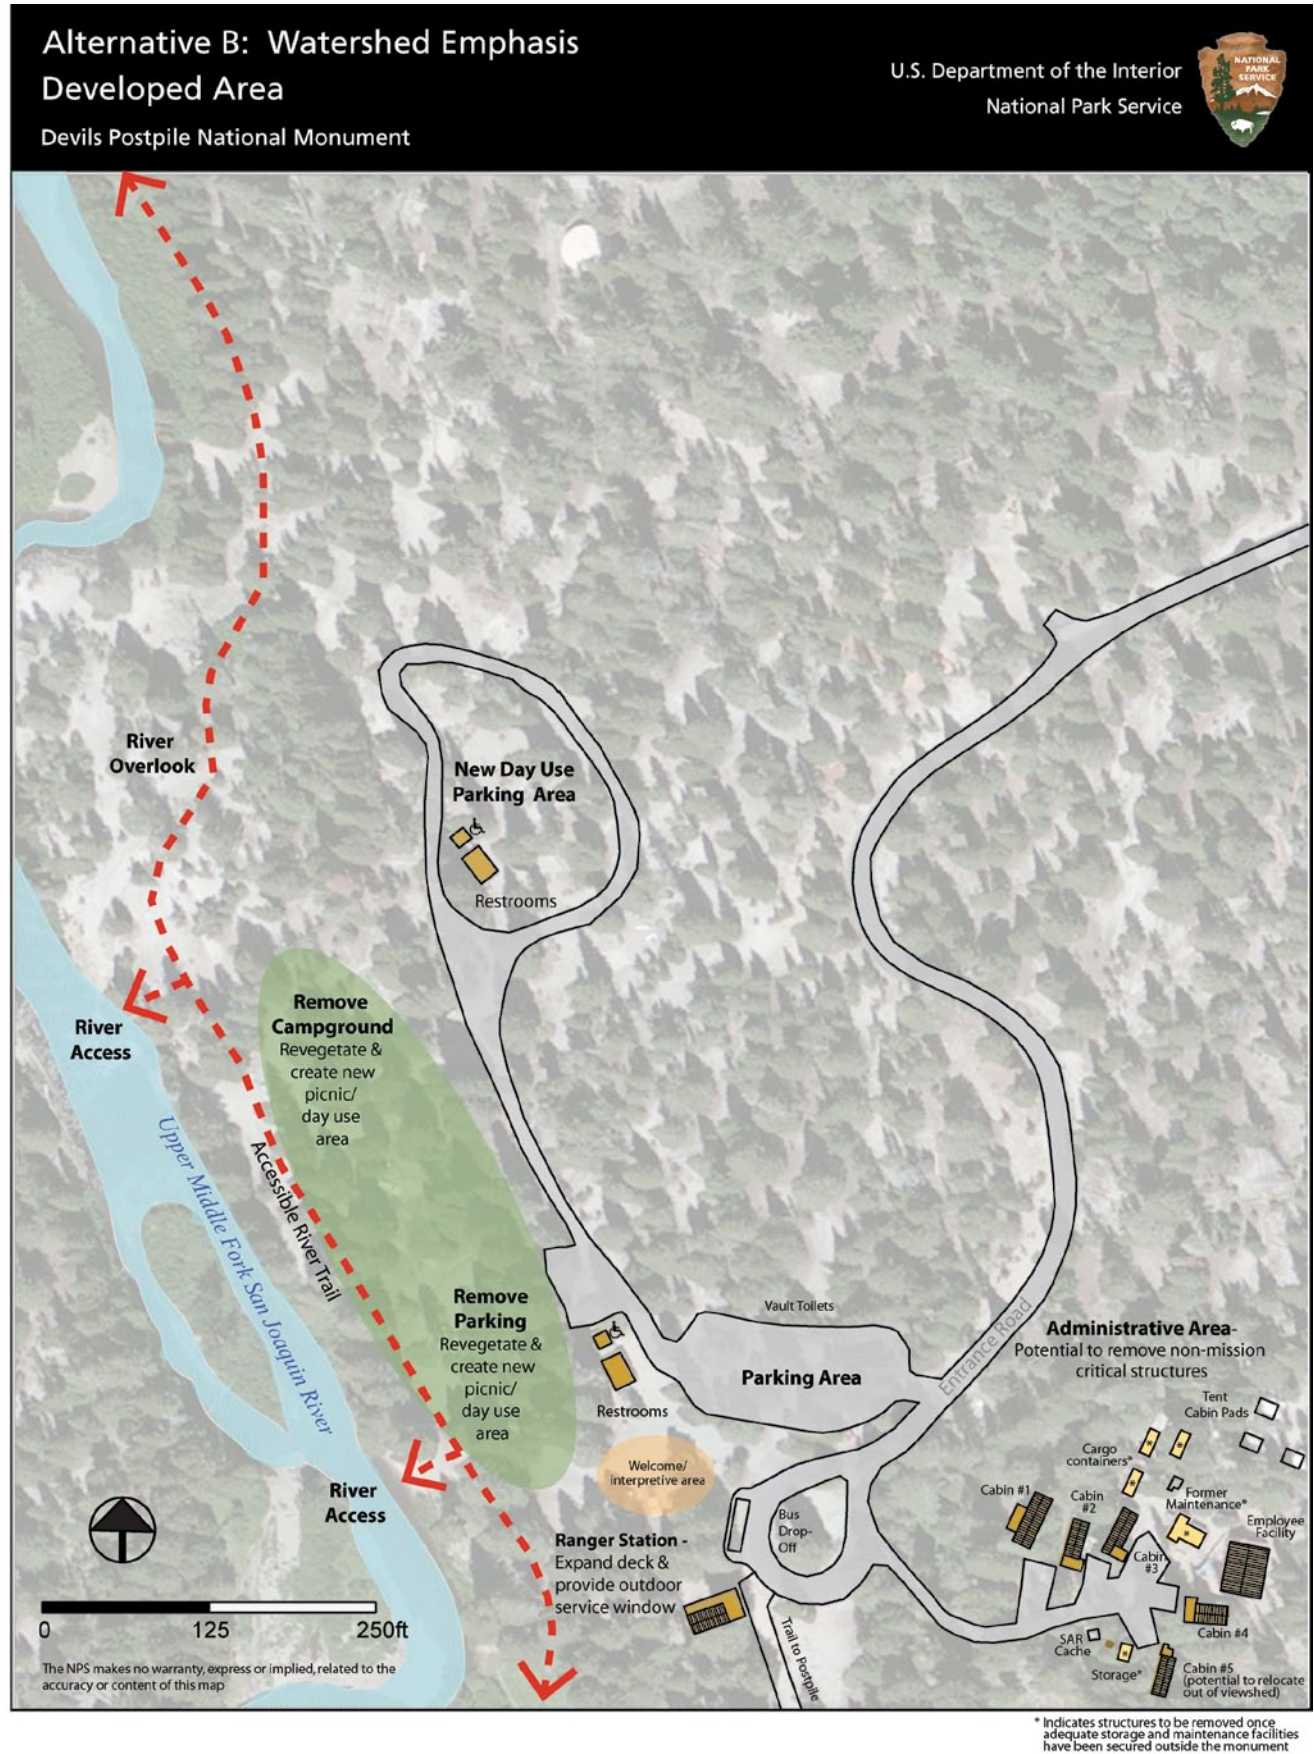 Alternative B: Watershed Emphasis
Developed Area
Devils Postpile National Monument
U.S. Department of the Interior
National Park Service
NATIONAL
PARK
SERVICE
River
Overlook
New Day Use
Parking Area
Restrooms
River
Access
Remove
Campground
Revegetate &
create new
picnic/
day use
area
Upper Middle Fork San Joaquin River
Accessible River Trail
Remove
Parking
Revegetate &
create new
picnic/
day use
area
Vault Toilets
Parking Area
Restrooms
Entrance Road
Administrative Area-
Potential to remove non-mission
critical structures
Tent
Cabin Pads
Cargo
containers*
Cabin #1
Cabin
#2
Former
Maintenance*
Employee
Facility
Cabin
#3
Welcome/
interpretive area
River
Access
Bus
Drop-
Off
Ranger Station -
Expand deck &
provide outdoor
service window
Trail to Postpile
SAR
Cache
Storage*
Cabin #4
Cabin #5
(potential to relocate
out of viewshed)
0 125 250ft
The NPS makes no warranty, express or implied, related to the
accuracy or content of this map
* Indicates structures to be removed once
adequate storage and maintenance facilities
have been secured outside the monument